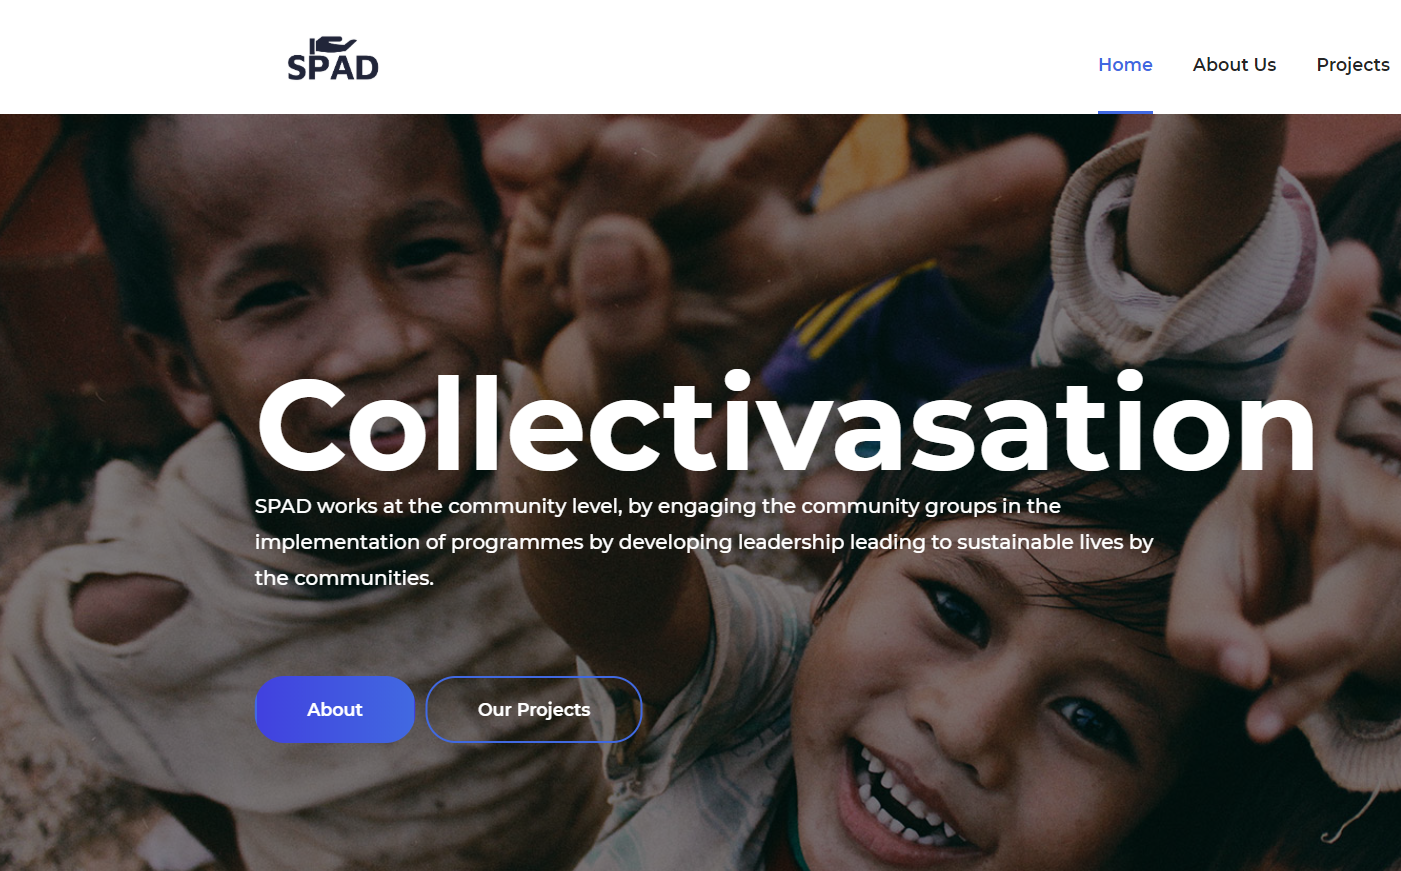 SPAD
Home
About Us
Projects
Collectivasation
SPAD works at the community level, by engaging the community groups in the
implementation of programmes by developing leadership leading to sustainable lives by
the communities.
About
Our Projects